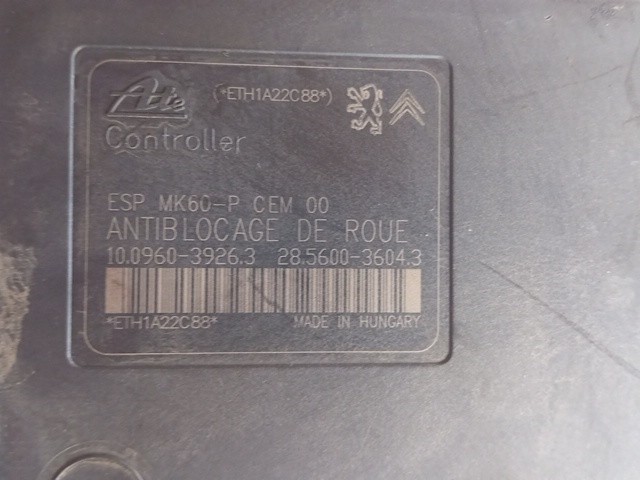 Ate (*ETH1A22C88*)
Controller
ESP MK60-P CEM 00
ANTIBLOCAGE DE ROUE
10.0960-3926.3 28.5600-3604.3
*ETH1A22C88* MADE IN HUNGARY